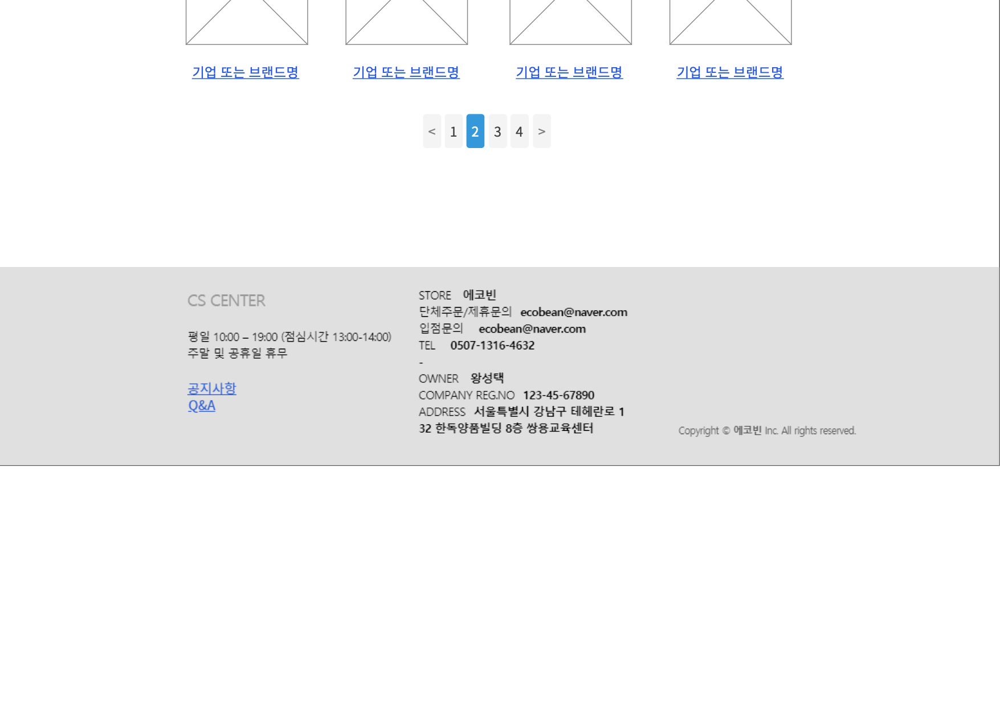 기업 또는 브랜드명 기업 또는 브랜드명 기업 또는 브랜드명 기업 또는 브랜드명
< 1 2 3 4 >
CS CENTER
평일 10:00 – 19:00 (점심시간 13:00-14:00)
주말 및 공휴일 휴무
공지사항
Q&A
STORE 에코빈
단체주문/제휴문의 ecobean@naver.com
입점문의 ecobean@naver.com
TEL 0507-1316-4632
-
OWNER 왕성택
COMPANY REG.NO 123-45-67890
ADDRESS 서울특별시 강남구 테헤란로 1
32 한독양품빌딩 8층 쌍용교육센터
Copyright © 에코빈 Inc. All rights reserved.